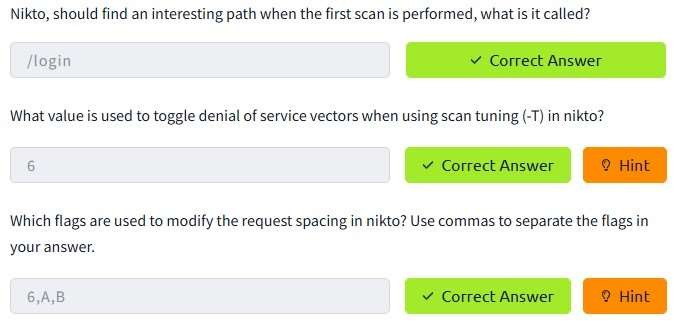 Nikto, should find an interesting path when the first scan is performed, what is it called?
/login
✓ Correct Answer
What value is used to toggle denial of service vectors when using scan tuning (-T) in nikto?
6
✓ Correct Answer
Hint
Which flags are used to modify the request spacing in nikto? Use commas to separate the flags in
your answer.
6,A,B
✓ Correct Answer
Hint